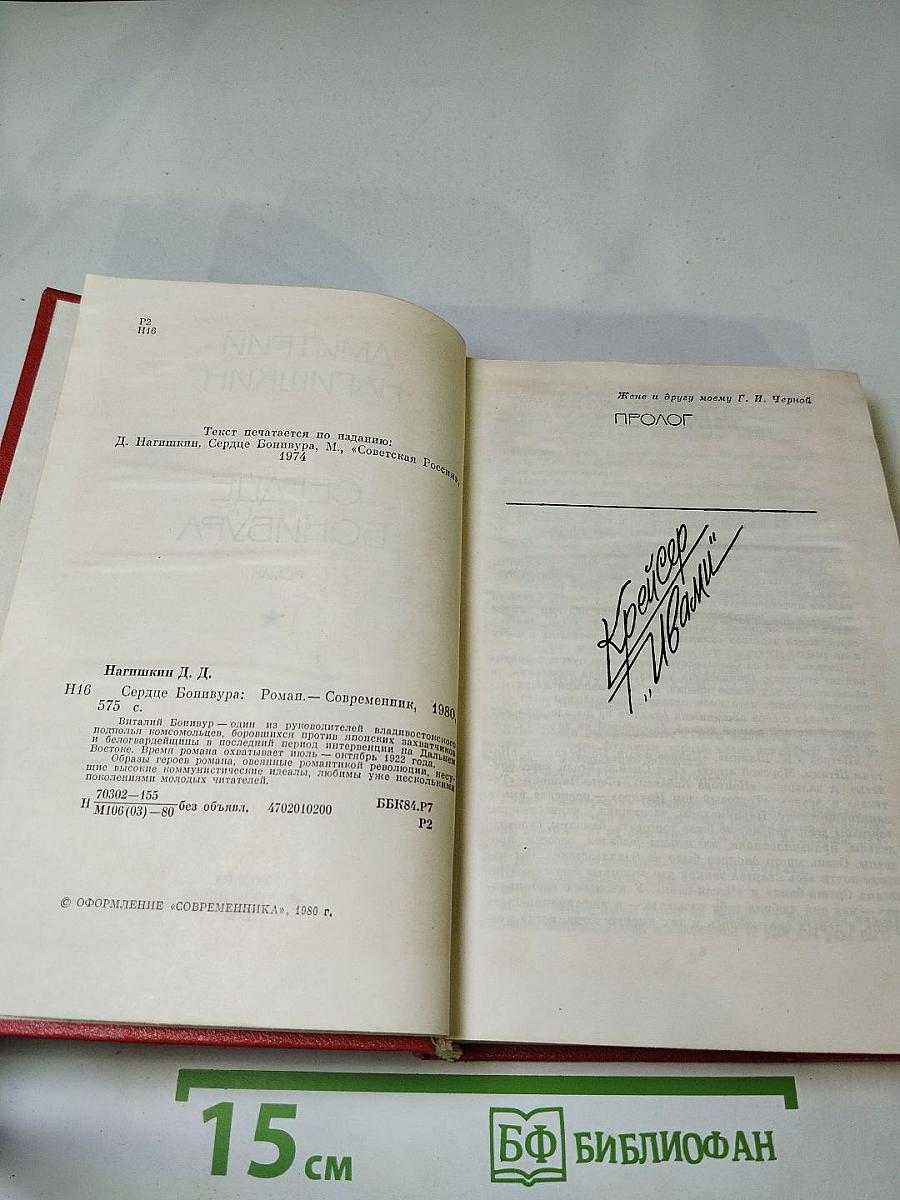 Р2
Н16
Текст печатается по изданию:
Д. Нагишкин. Сердце Бонивура, М., «Советская Россия»,
1974
Нагишкин Д. Д.
Н16 Сердце Бонивура: Роман.— Современник, 1980.
575 с.
Виталий Бонивур — один из руководителей владивостокского
подполья комсомольцев, боровшихся против японских захватчиков
и белогвардейщины в последний период интервенции на Дальнем
Востоке. Время романа охватывает июль — октябрь 1922 года.
Образы героев романа, овеянные романтикой революции, несу-
щие высокие коммунистические идеалы, любимы уже несколькими
поколениями молодых читателей.
70302—155
Н М106(03)—80 без объявл. 4702010200 ББК84.Р7
Р2
© ОФОРМЛЕНИЕ «СОВРЕМЕННИКА», 1980 г.
Жене и другу моему Г. И. Черной
ПРОЛОГ
Крейсер
„Ивами"
15 см
БФ БИБЛИОФАН